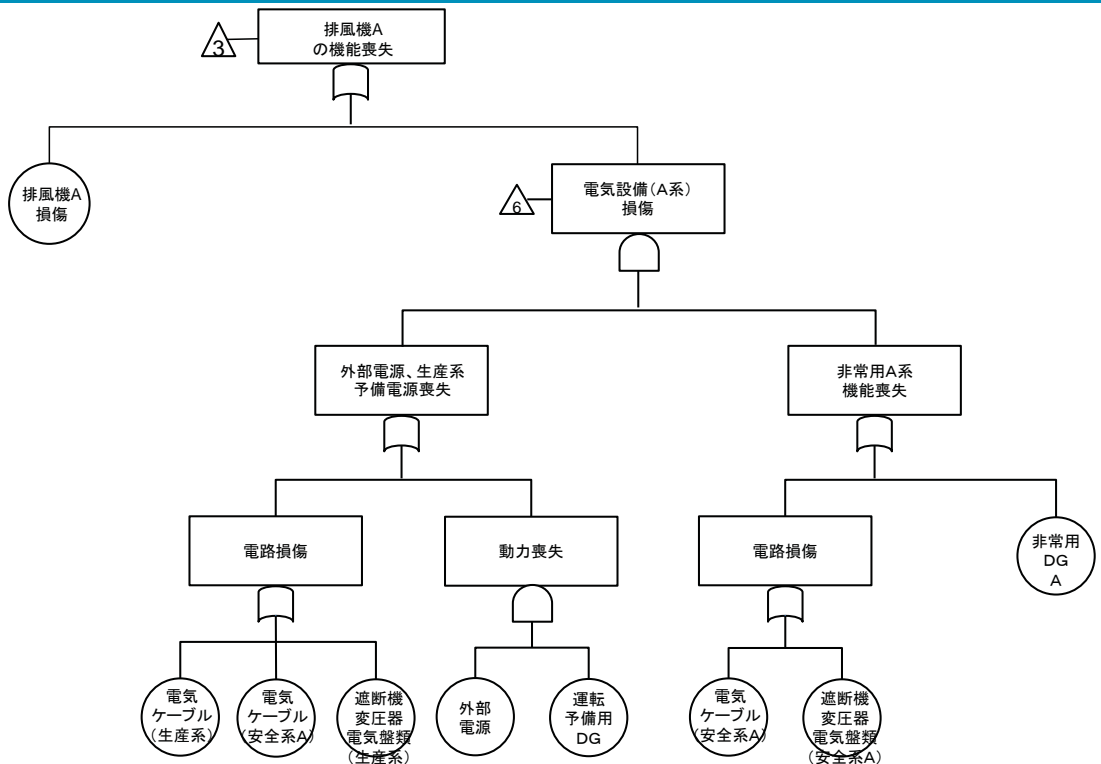 排風機A
の機能喪失
3
排風機A
損傷
電気設備(A系)
損傷
6
外部電源、生産系
予備電源喪失
非常用A系
機能喪失
電路損傷
動力喪失
電路損傷
非常用
DG
A
電気
ケーブル
(生産系)
電気
ケーブル
(安全系A)
遮断機
変圧器
電気盤類
(生産系)
外部
電源
運転
予備用
DG
電気
ケーブル
(安全系A)
遮断機
変圧器
電気盤類
(安全系A)